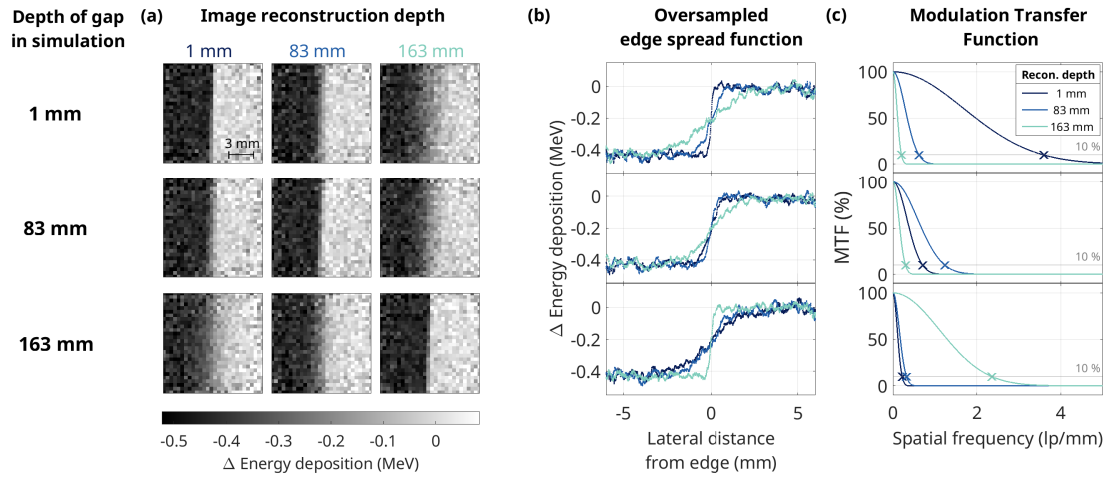 Depth of gap
in simulation
(a)
Image reconstruction depth
1 mm
83 mm
163 mm
1 mm
83 mm
163 mm
3 mm
-0.5
-0.4
-0.3
-0.2
-0.1
0
Δ Energy deposition (MeV)
(b)
Oversampled
edge spread function
Δ Energy deposition (MeV)
0
-0.2
-0.4
0
-0.2
-0.4
0
-0.2
-0.4
-5
0
5
Lateral distance
from edge (mm)
(c)
Modulation Transfer
Function
MTF (%)
100
50
0
100
50
0
100
50
0
Recon. depth
1 mm
83 mm
163 mm
10 %
10 %
10 %
0
2
4
Spatial frequency (lp/mm)